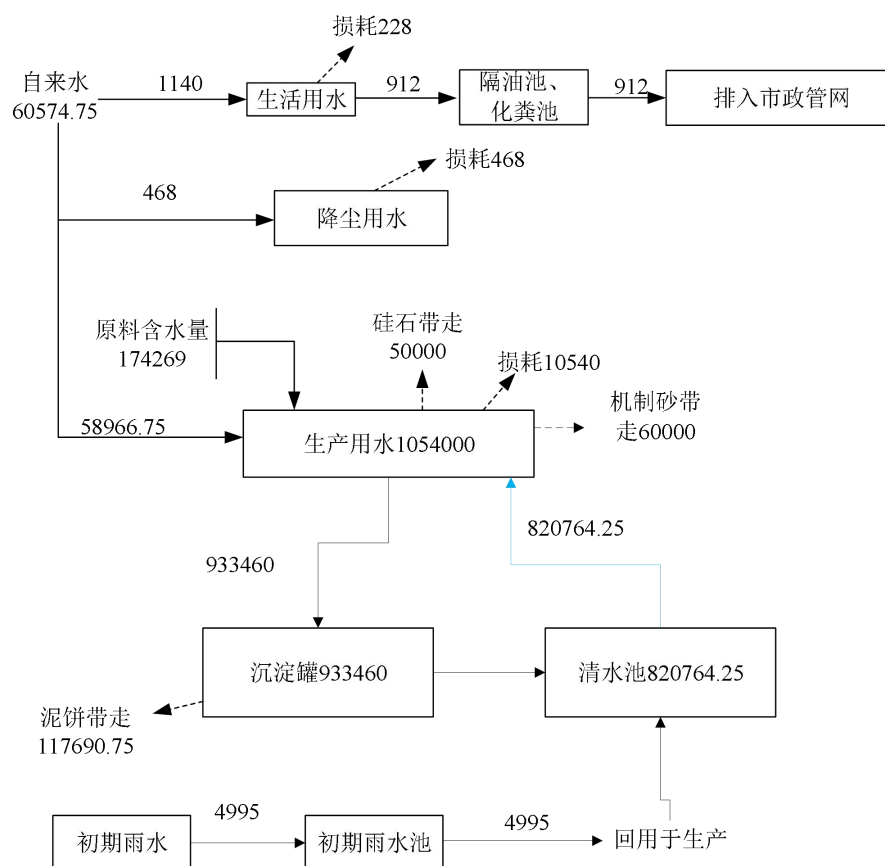 损耗228
自来水
60574.75
1140
生活用水
912
隔油池、
化粪池
912
排入市政管网
损耗468
468
降尘用水
原料含水量
174269
硅石带走
50000
损耗10540
机制砂带
走60000
58966.75
生产用水1054000
820764.25
933460
沉淀罐933460
清水池820764.25
泥饼带走
117690.75
初期雨水
4995
初期雨水池
4995
回用于生产